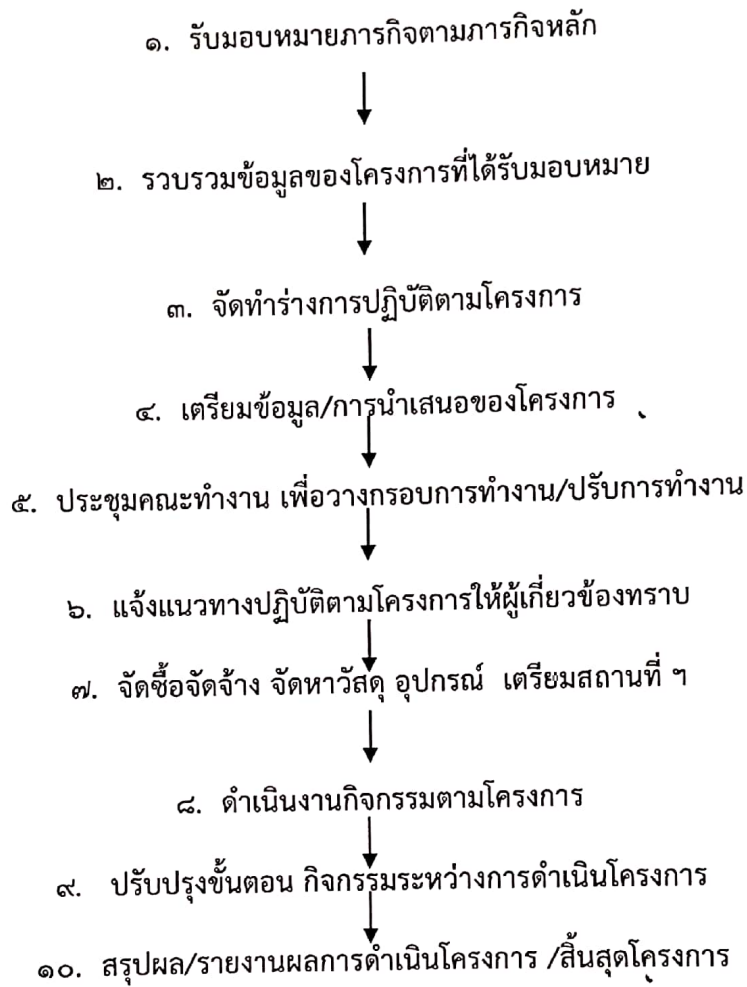 ๑. รับมอบหมายภารกิจตามภารกิจหลัก
๒. รวบรวมข้อมูลของโครงการที่ได้รับมอบหมาย
๓. จัดทำร่างการปฏิบัติตามโครงการ
๔. เตรียมข้อมูล/การนำเสนอของโครงการ
๕. ประชุมคณะทำงาน เพื่อวางกรอบการทำงาน/ปรับการทำงาน
๖. แจ้งแนวทางปฏิบัติตามโครงการให้ผู้เกี่ยวข้องทราบ
๗. จัดซื้อจัดจ้าง จัดหาวัสดุ อุปกรณ์ เตรียมสถานที่ ฯ
๘. ดำเนินงานกิจกรรมตามโครงการ
๙. ปรับปรุงขั้นตอน กิจกรรมระหว่างการดำเนินโครงการ
๑๐. สรุปผล/รายงานผลการดำเนินโครงการ /สิ้นสุดโครงการ